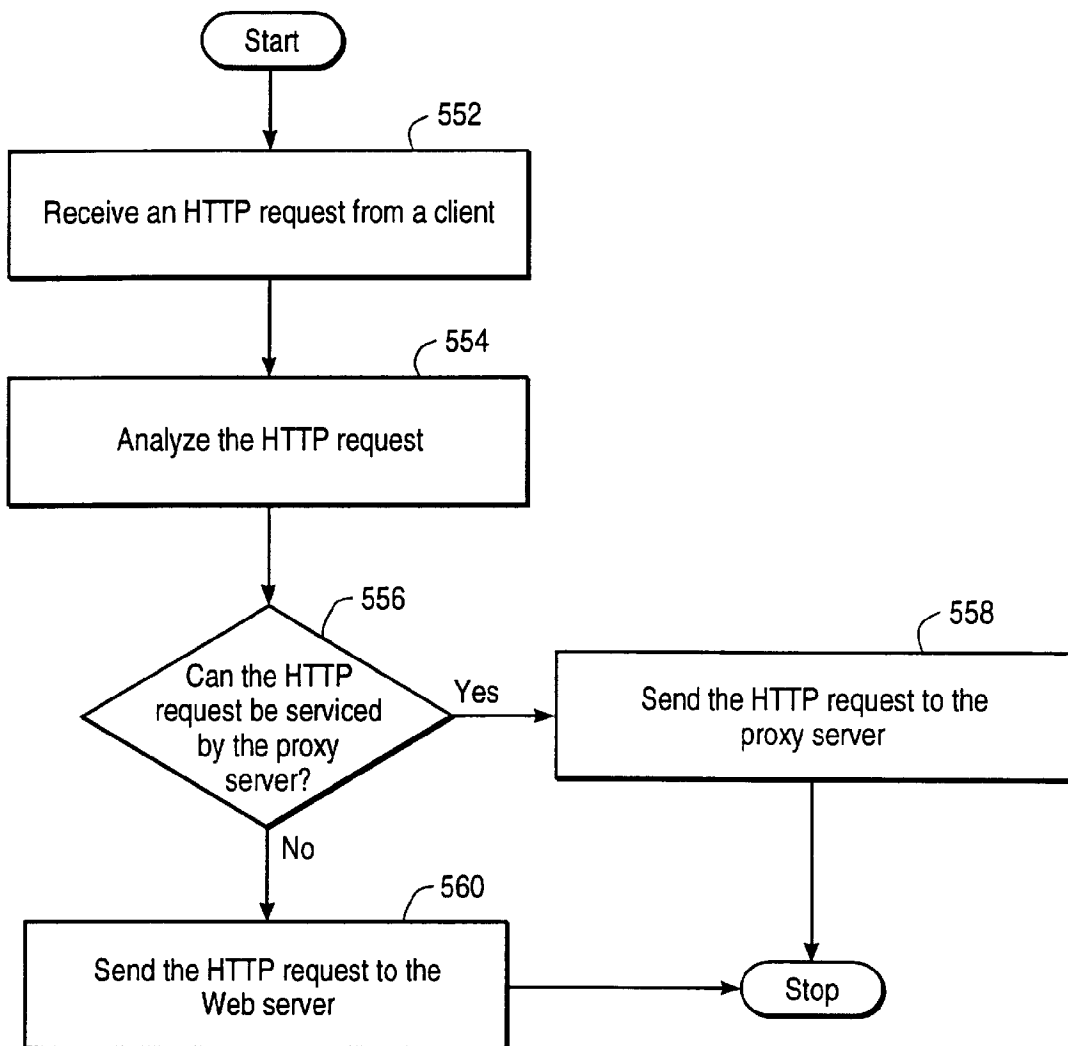 Start
552
Receive an HTTP request from a client
554
Analyze the HTTP request
556
Can the HTTP
request be serviced
by the proxy
server?
Yes
558
Send the HTTP request to the
proxy server
No
560
Send the HTTP request to the
Web server
Stop